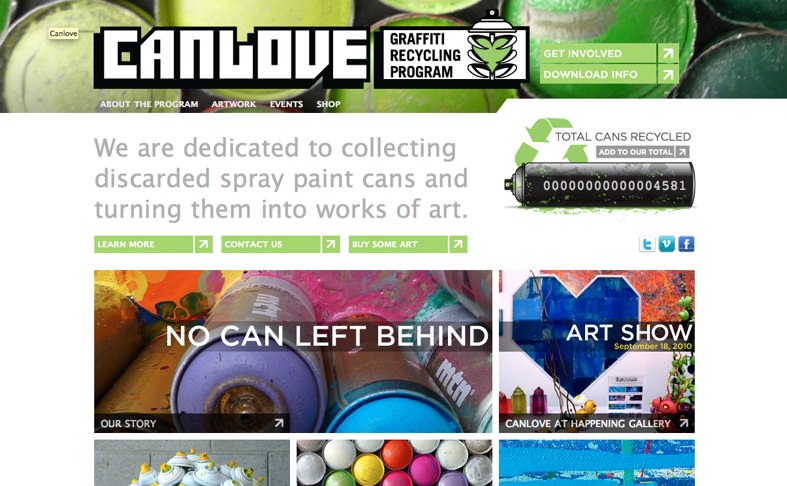 Canlove
CANLOVE
GRAFFITI
RECYCLING
PROGRAM
GET INVOLVED
DOWNLOAD INFO
ABOUT THE PROGRAM ARTWORK EVENTS SHOP
We are dedicated to collecting
discarded spray paint cans and
turning them into works of art.
TOTAL CANS RECYCLED
ADD TO OUR TOTAL
00000000000004581
LEARN MORE CONTACT US BUY SOME ART
NO CAN LEFT BEHIND
OUR STORY
ART SHOW
September 18, 2010
CANLOVE AT HAPPENING GALLERY